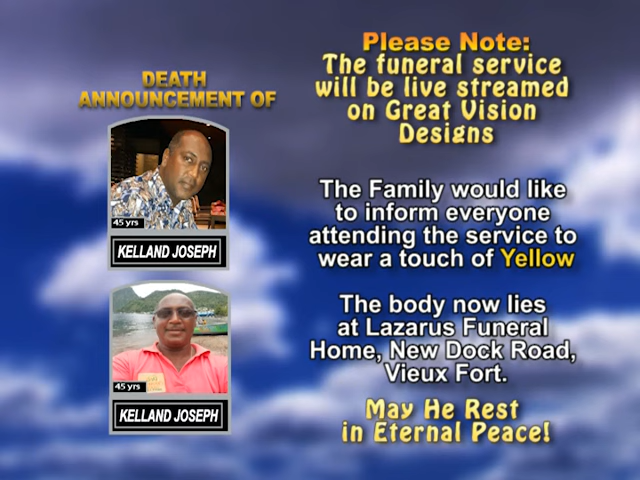 DEATH
ANNOUNCEMENT OF
45 yrs
KELLAND JOSEPH
45 yrs
KELLAND JOSEPH
Please Note:
The funeral service
will be live streamed
on Great Vision
Designs
The Family would like
to inform everyone
attending the service to
wear a touch of Yellow
The body now lies
at Lazarus Funeral
Home, New Dock Road,
Vieux Fort.
May He Rest
in Eternal Peace!